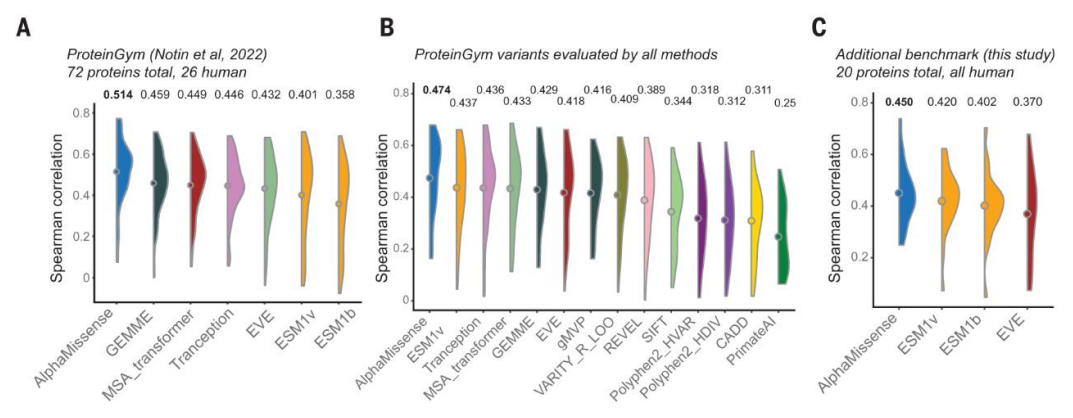 A
ProteinGym (Notin et al, 2022)
72 proteins total, 26 human
0.514 0.459 0.449 0.446 0.432 0.401 0.358
0.8
0.6
0.4
0.2
0
Spearman correlation
AlphaMissense
GEMME
MSA_transformer
Tranception
EVE
ESM1v
ESM1b
B
ProteinGym variants evaluated by all methods
0.474 0.436 0.429 0.416 0.389 0.318 0.311
0.437 0.433 0.418 0.409 0.344 0.312 0.25
0.8
0.6
0.4
0.2
0
Spearman correlation
AlphaMissense
ESM1v
Tranception
MSA_transformer
GEMME
EVE
gMVP
VARITY_R_LOO
REVEL
SIFT
Polyphen2_HVAR
Polyphen2_HDIV
CADD
PrimateAI
C
Additional benchmark (this study)
20 proteins total, all human
0.450 0.420 0.402 0.370
0.8
0.6
0.4
0.2
Spearman correlation
AlphaMissense
ESM1v
ESM1b
EVE